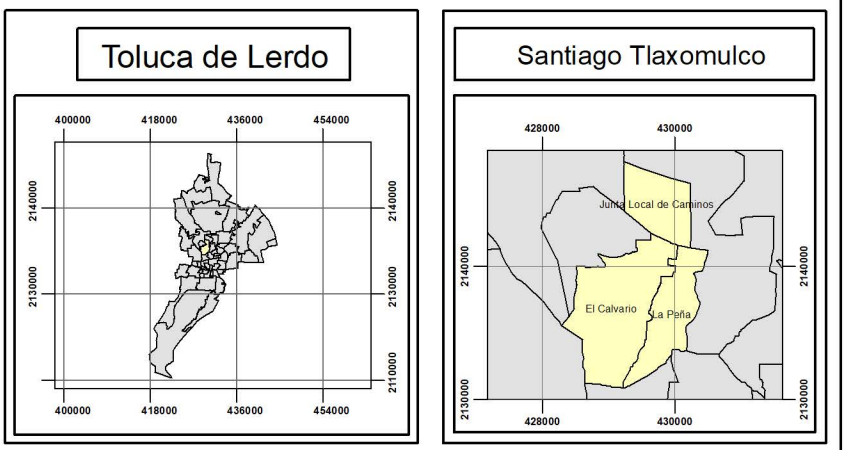 Toluca de Lerdo
400000 418000 436000 454000
2140000 2140000
2130000 2130000
2110000 2110000
400000 418000 436000 454000
Santiago Tlaxomulco
428000 430000
Junta Local de Caminos
2140000 2140000
El Calvario
La Peña
2130000 2130000
428000 430000